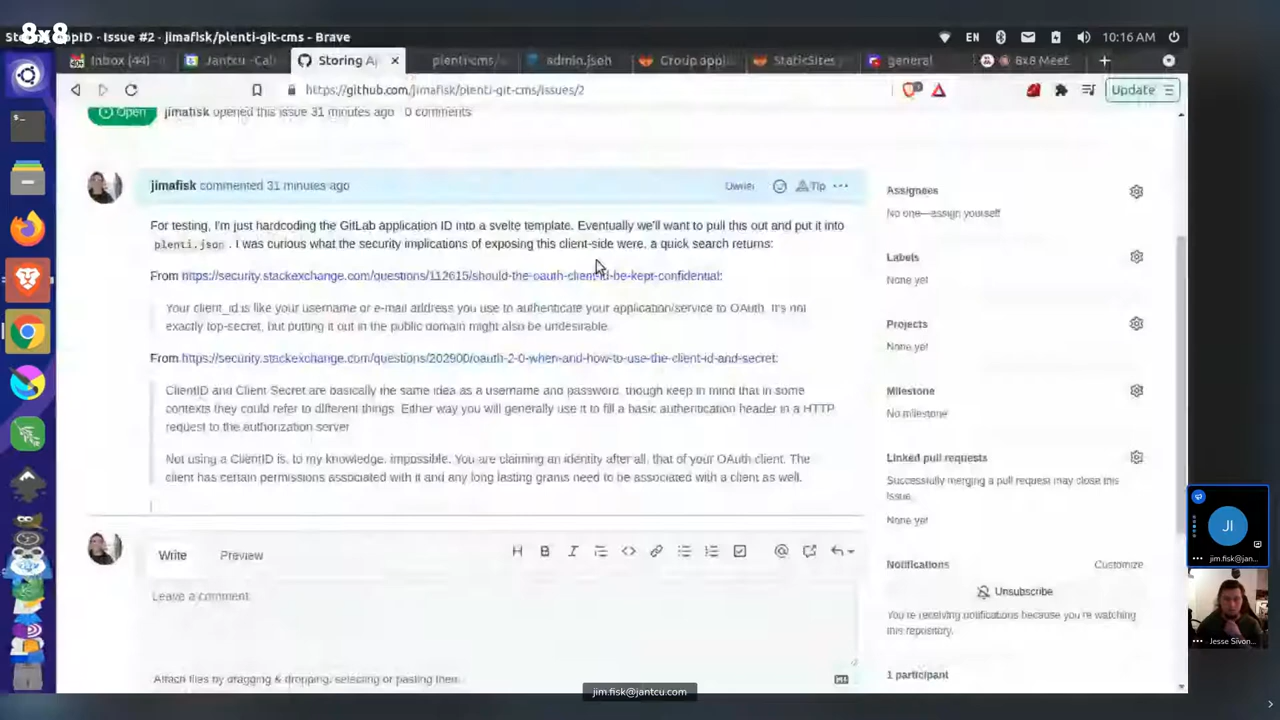 8x8
ID · Issue #2 · jimafisk/plenti-git-cms - Brave
EN
10:16 AM
Inbox (44)
Jantcu - Cal
Storing A
plenticms/
admin.jsoh
Group appl
StaticSites
general
8x8 Meet
https://github.com/jimafisk/plenti-git-cms/issues/2
Update
Open
jimafisk opened this issue 31 minutes ago · 0 comments
jimafisk commented 31 minutes ago
Owner
Tip
For testing, I'm just hardcoding the GitLab application ID into a svelte template. Eventually we'll want to pull this out and put it into
plenti.json . I was curious what the security implications of exposing this client-side were, a quick search returns:
From https://security.stackexchange.com/questions/112615/should-the-oauth-client-id-be-kept-confidential:
Your client_id is like your username or e-mail address you use to authenticate your application/service to OAuth. It's not
exactly top-secret, but putting it out in the public domain might also be undesirable.
From https://security.stackexchange.com/questions/202900/oauth-2-0-when-and-how-to-use-the-client-id-and-secret:
ClientID and Client Secret are basically the same idea as a username and password, though keep in mind that in some
contexts they could refer to different things. Either way you will generally use it to fill a basic authentication header in a HTTP
request to the authorization server
Not using a ClientID is, to my knowledge, impossible. You are claiming an identity after all, that of your OAuth client. The
client has certain permissions associated with it and any long lasting grants need to be associated with a client as well.
Write
Preview
Leave a comment
Attach files by dragging & dropping, selecting or pasting them.
Assignees
No one—assign yourself
Labels
None yet
Projects
None yet
Milestone
No milestone
Linked pull requests
Successfully merging a pull request may close this
issue.
None yet
Notifications
Customize
Unsubscribe
You're receiving notifications because you're watching
this repository.
1 participant
JI
jim.fisk@jan...
Jesse Sivon...
jim.fisk@jantcu.com